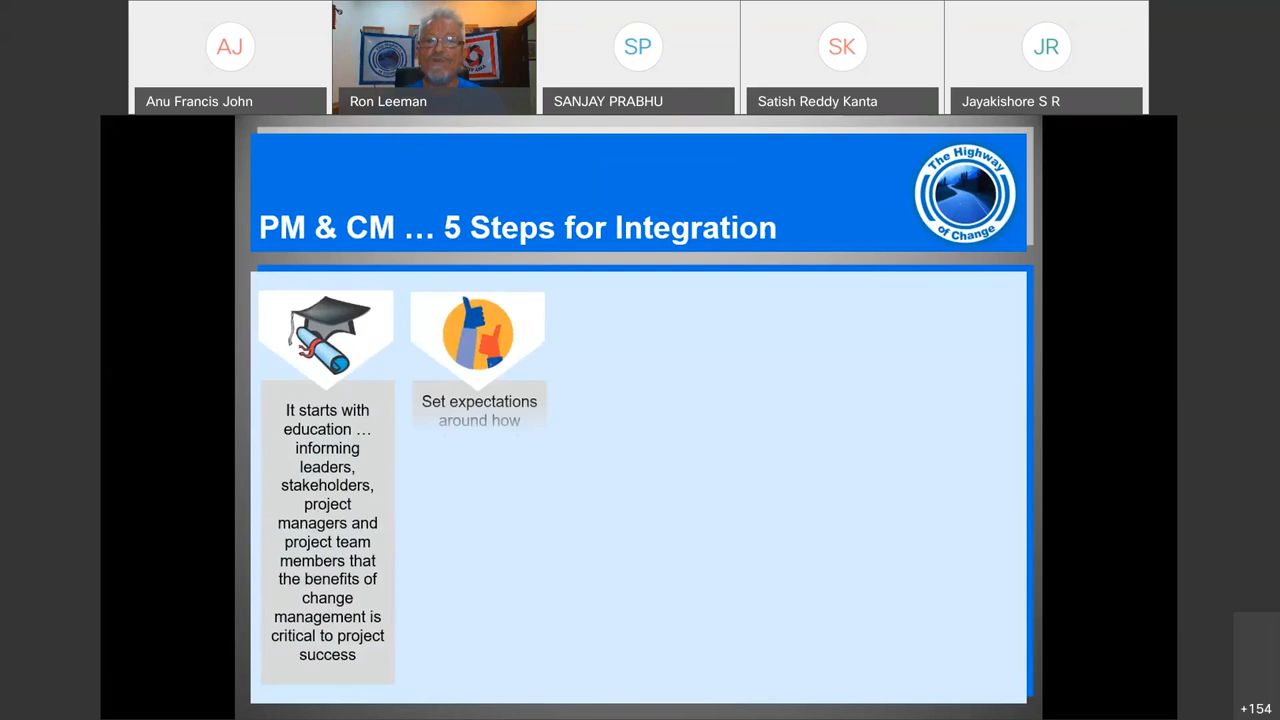 AJ
SP
SK
JR
Anu Francis John
Ron Leeman
SANJAY PRABHU
Satish Reddy Kanta
Jayakishore S R
The Highway
of Change
PM & CM … 5 Steps for Integration
It starts with
education …
informing
leaders,
stakeholders,
project
managers and
project team
members that
the benefits of
change
management is
critical to project
success
Set expectations
around how
+154